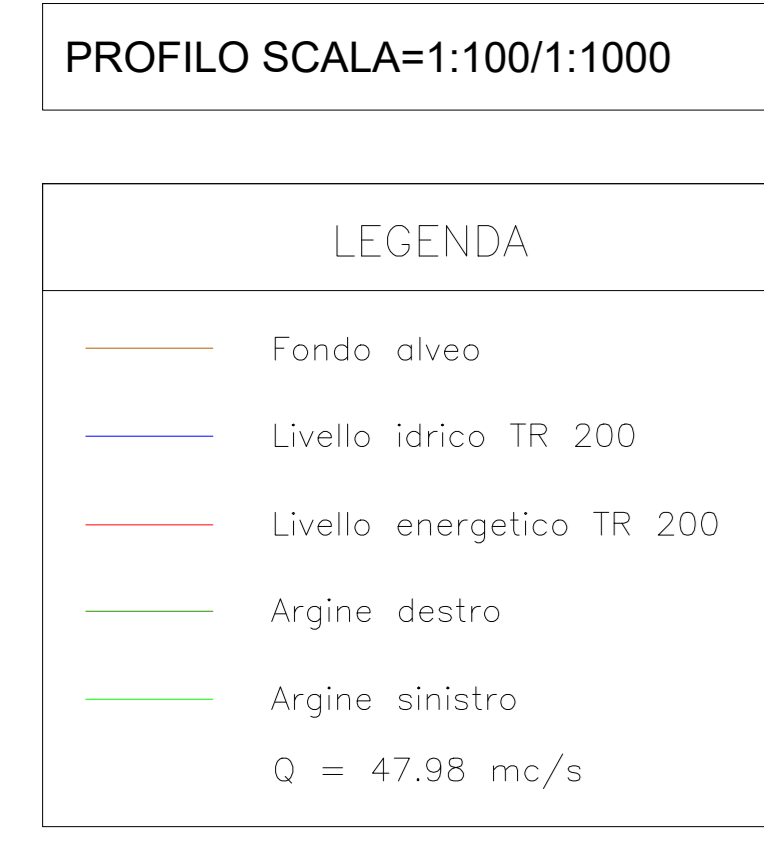 PROFILO SCALA=1:100/1:1000
LEGENDA
Fondo alveo
Livello idrico TR 200
Livello energetico TR 200
Argine destro
Argine sinistro
Q = 47.98 mc/s